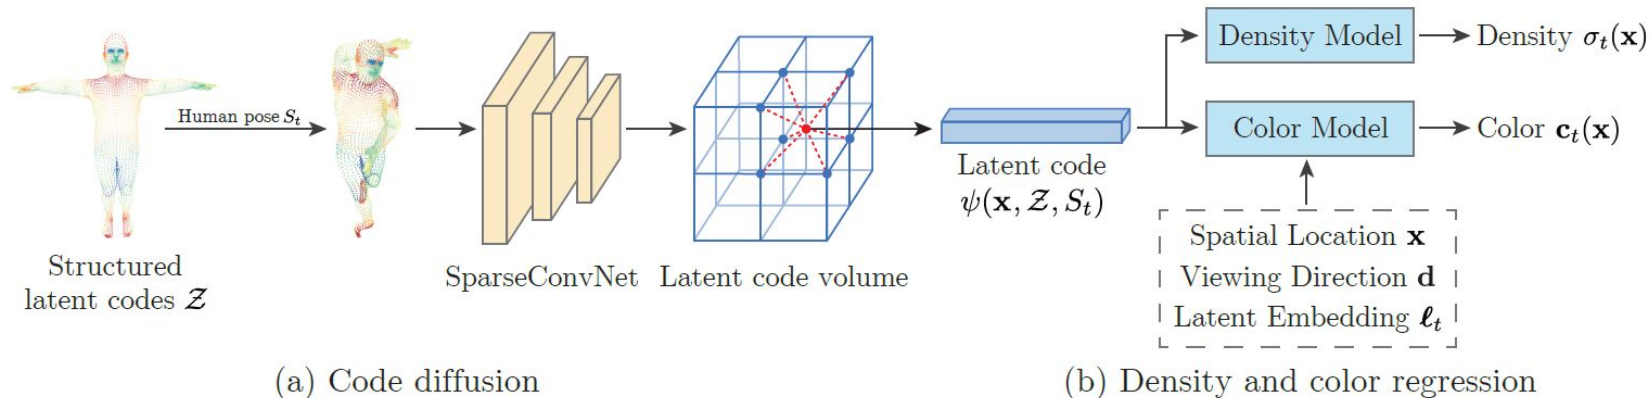 Human pose S_t
Structured
latent codes 𝓩
SparseConvNet
Latent code volume
Latent code
ψ(x, 𝓩, S_t)
Density Model
Density σ_t(x)
Color Model
Color c_t(x)
Spatial Location x
Viewing Direction d
Latent Embedding ℓ_t
(a) Code diffusion
(b) Density and color regression